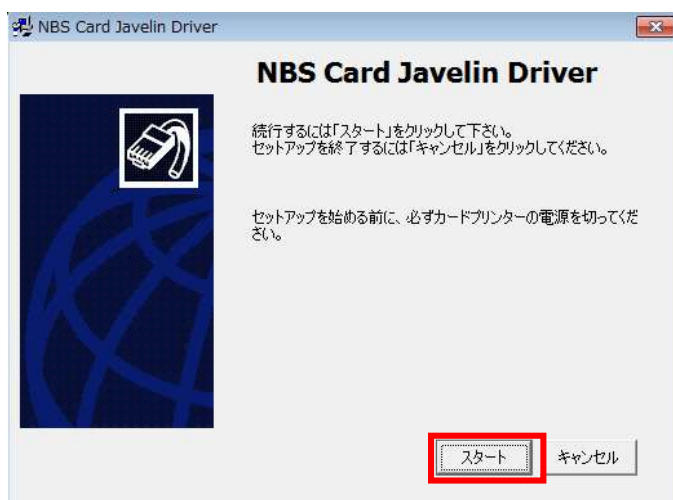 NBS Card Javelin Driver
NBS Card Javelin Driver
続行するには「スタート」をクリックして下さい。
セットアップを終了するには「キャンセル」をクリックしてください。
セットアップを始める前に、必ずカードプリンターの電源を切ってくだ
さい。
スタート
キャンセル